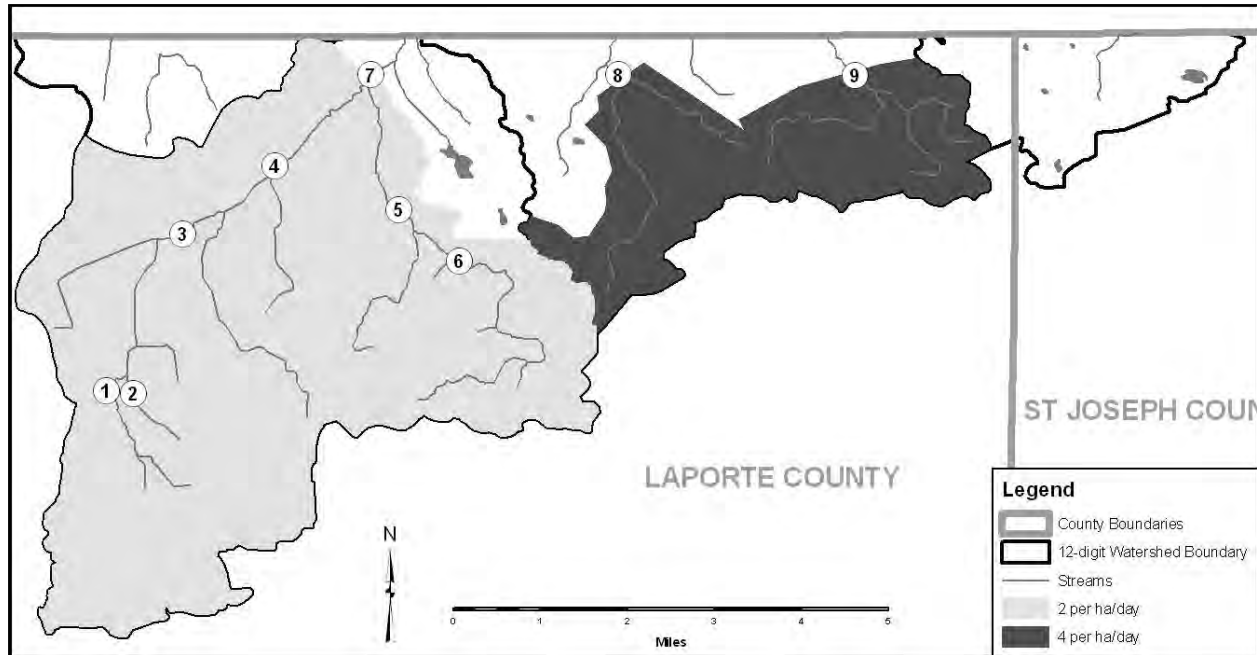 7
8
9
4
5
3
6
1
2
ST JOSEPH COUN
LAPORTE COUNTY
N
0 1 2 3 4 5
Miles
Legend
County Boundaries
12-digit Watershed Boundary
Streams
2 per ha/day
4 per ha/day